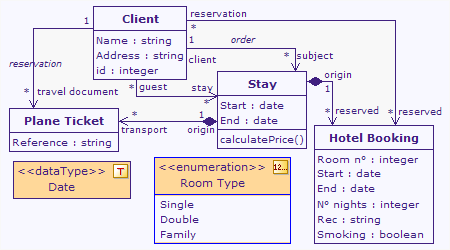 Client
Name : string
Address : string
id : integer
1
reservation
*
1
order
client
*
subject
reservation
*
travel document
*
guest
stay
*
Stay
Start : date
End : date
calculatePrice()
origin
1
*
reserved
*
reserved
Plane Ticket
Reference : string
*
transport
1
origin
Hotel Booking
Room nº : integer
Start : date
End : date
Nº nights : integer
Rec : string
Smoking : boolean
<<dataType>>
T
Date
<<enumeration>>
12...
Room Type
Single
Double
Family